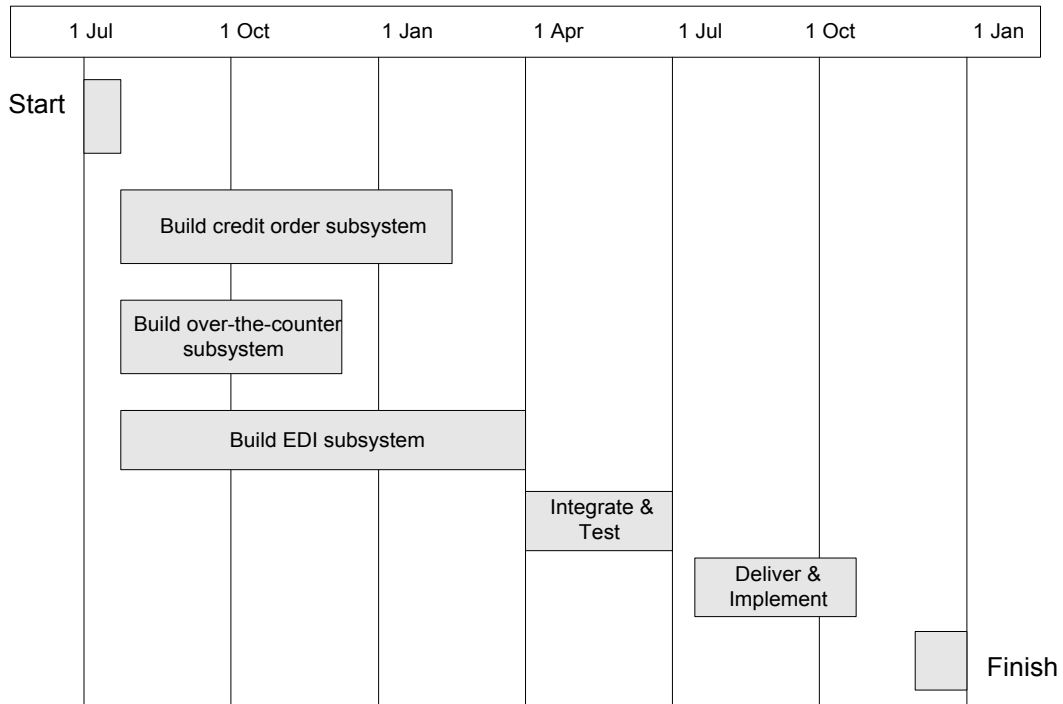 1 Jul 1 Oct 1 Jan 1 Apr 1 Jul 1 Oct 1 Jan
Start
Build credit order subsystem
Build over-the-counter
subsystem
Build EDI subsystem
Integrate &
Test
Deliver &
Implement
Finish